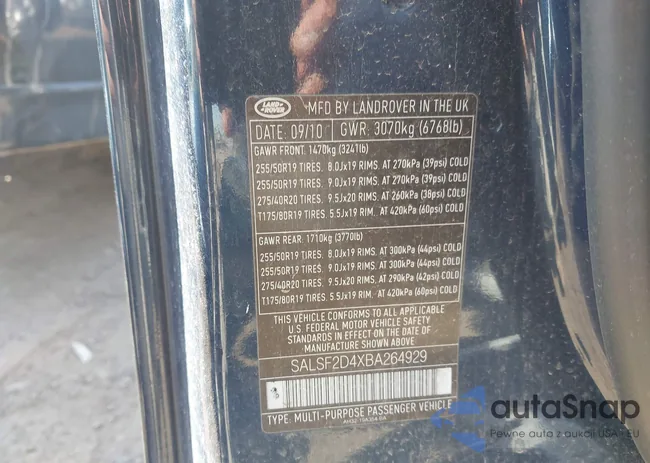 LAND ROVER
MFD BY LANDROVER IN THE UK
DATE: 09/10 GWR: 3070kg (6768lb)
GAWR FRONT: 1470kg (3241lb)
255/50R19 TIRES. 8.0Jx19 RIMS. AT 270kPa (39psi) COLD
255/50R19 TIRES. 9.0Jx19 RIMS. AT 270kPa (39psi) COLD
275/40R20 TIRES. 9.5Jx20 RIMS. AT 260kPa (38psi) COLD
T175/80R19 TIRES. 5.5Jx19 RIM. AT 420kPa (60psi) COLD
GAWR REAR: 1710kg (3770lb)
255/50R19 TIRES. 8.0Jx19 RIMS. AT 300kPa (44psi) COLD
255/50R19 TIRES. 9.0Jx19 RIMS. AT 300kPa (44psi) COLD
275/40R20 TIRES. 9.5Jx20 RIMS. AT 290kPa (42psi) COLD
T175/80R19 TIRES. 5.5Jx19 RIM. AT 420kPa (60psi) COLD
THIS VEHICLE CONFORMS TO ALL APPLICABLE
U.S. FEDERAL MOTOR VEHICLE SAFETY
STANDARDS IN EFFECT ON THE DATE OF
MANUFACTURE SHOWN ABOVE
SALSF2D4XBA264929
TYPE: MULTI-PURPOSE PASSENGER VEHICLE
autoSnap
Pewne auta z aukcji USA